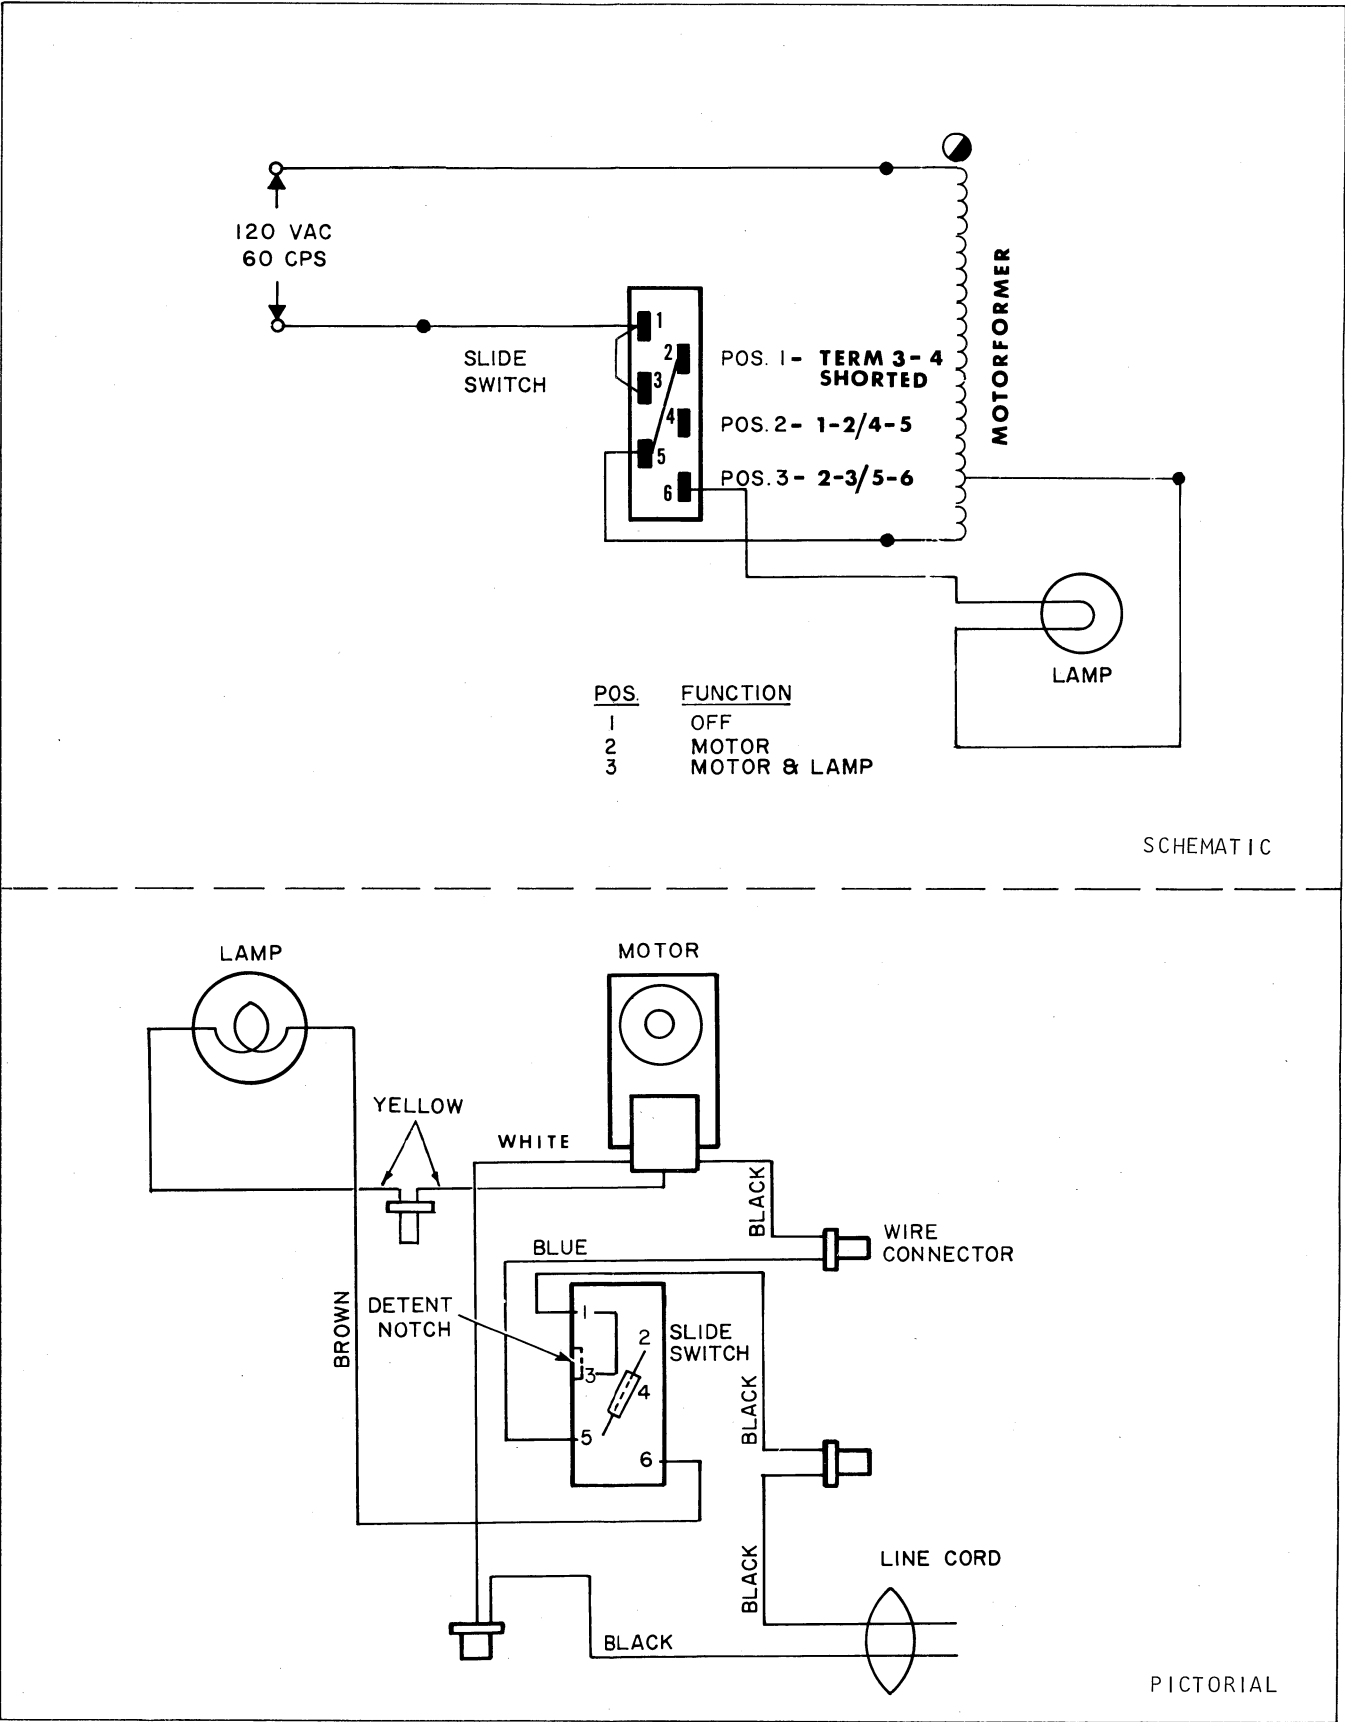 120 VAC
60 CPS
SLIDE
SWITCH
1
2
3
4
5
6
POS. 1 - TERM 3 - 4
SHORTED
POS. 2 - 1-2/4-5
POS. 3 - 2-3/5-6
MOTORFORMER
LAMP
POS. FUNCTION
1 OFF
2 MOTOR
3 MOTOR & LAMP
SCHEMATIC
LAMP
MOTOR
YELLOW
WHITE
BLACK
WIRE
CONNECTOR
BLUE
BROWN
DETENT
NOTCH
1
2
3
4
5
6
SLIDE
SWITCH
BLACK
BLACK
LINE CORD
BLACK
PICTORIAL